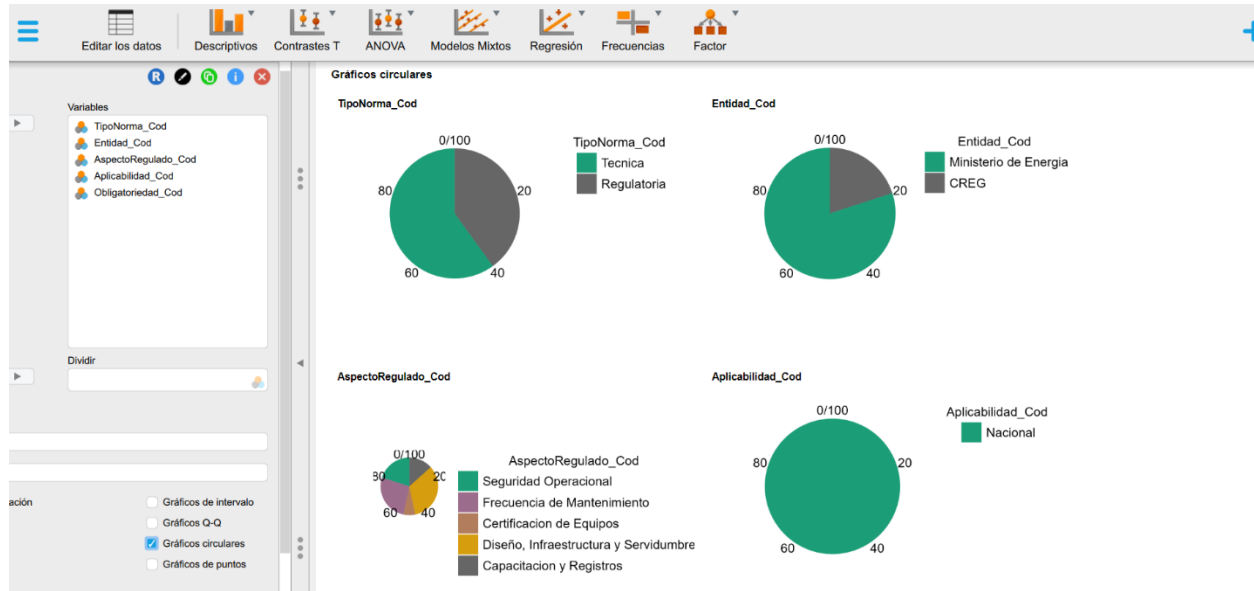 Editar los datos
Descriptivos
Contrastes T
ANOVA
Modelos Mixtos
Regresión
Frecuencias
Factor
R
i
Variables
TipoNorma_Cod
Entidad_Cod
AspectoRegulado_Cod
Aplicabilidad_Cod
Obligatoriedad_Cod
Dividir
ación
Gráficos de intervalo
Gráficos Q-Q
Gráficos circulares
Gráficos de puntos
Gráficos circulares
TipoNorma_Cod
0/100
20
40
60
80
TipoNorma_Cod
Tecnica
Regulatoria
Entidad_Cod
0/100
20
40
60
80
Entidad_Cod
Ministerio de Energia
CREG
AspectoRegulado_Cod
0/100
20
40
60
80
AspectoRegulado_Cod
Seguridad Operacional
Frecuencia de Mantenimiento
Certificacion de Equipos
Diseño, Infraestructura y Servidumbre
Capacitacion y Registros
Aplicabilidad_Cod
0/100
20
40
60
80
Aplicabilidad_Cod
Nacional